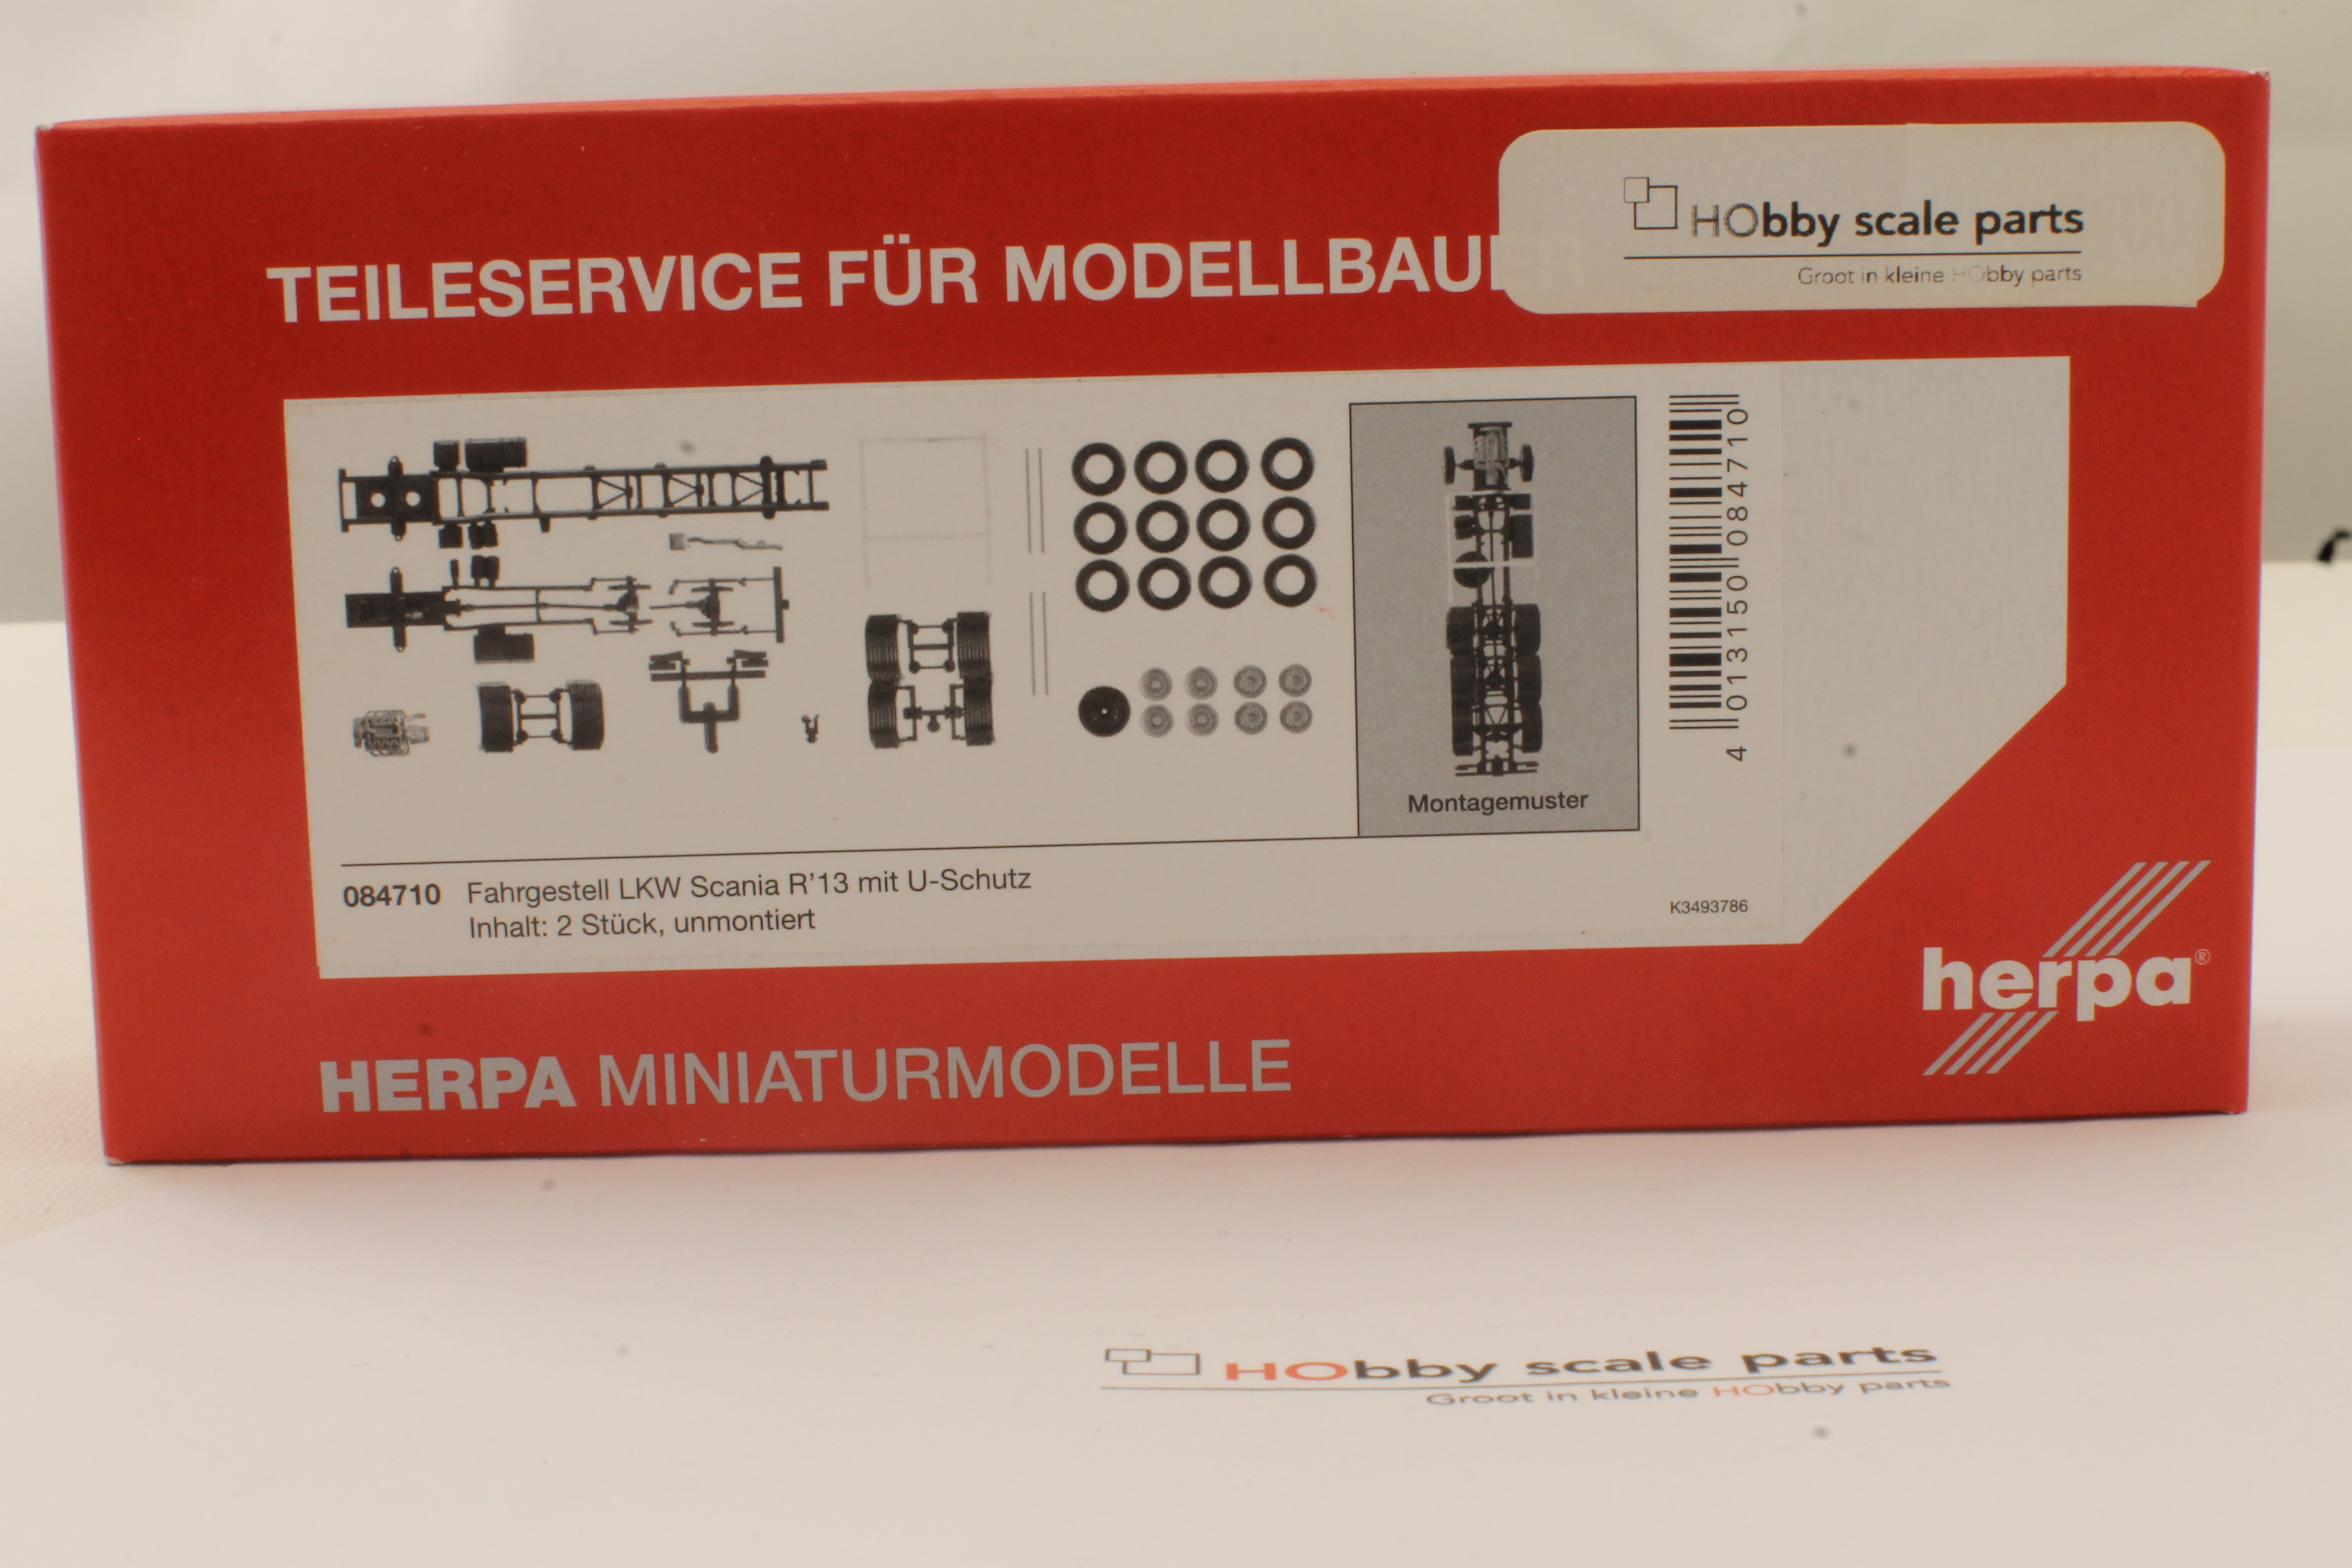 HObby scale parts
Groot in kleine HObby parts
TEILESERVICE FÜR MODELLBAU
4 013150 084710
Montagemuster
084710 Fahrgestell LKW Scania R'13 mit U-Schutz
Inhalt: 2 Stück, unmontiert
K3493786
herpa®
HERPA MINIATURMODELLE
HObby scale parts
Groot in kleine HObby parts